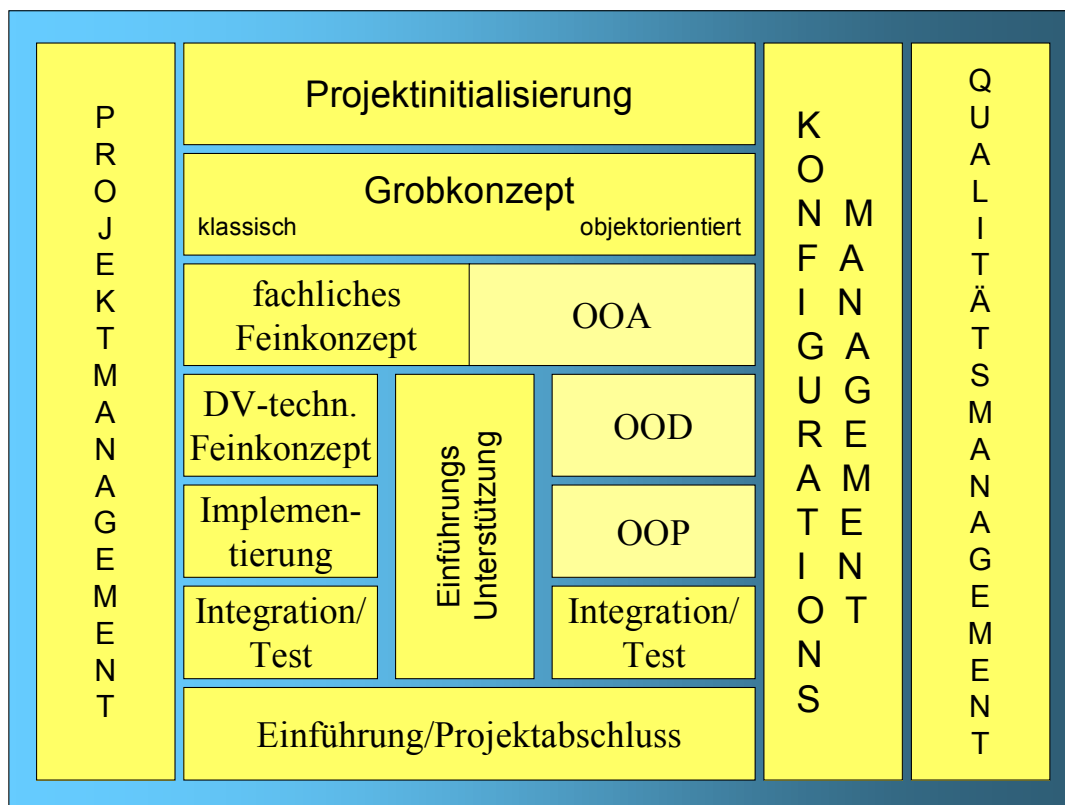 PROJEKTMANAGEMENT
Projektinitialisierung
Grobkonzept
klassisch objektorientiert
fachliches
Feinkonzept
OOA
DV-techn.
Feinkonzept
Einführungs
Unterstützung
OOD
Implemen-
tierung
OOP
Integration/
Test
Integration/
Test
Einführung/Projektabschluss
KONFIGURATIONS
MANAGEMENT
QUALITÄTSMANAGEMENT